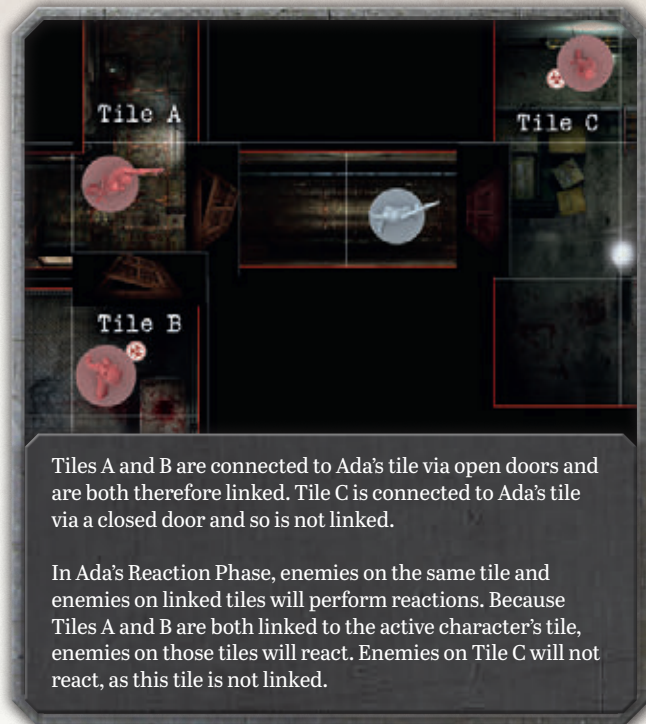 Tile A
Tile C
Tile B
Tiles A and B are connected to Ada's tile via open doors and
are both therefore linked. Tile C is connected to Ada's tile
via a closed door and so is not linked.
In Ada's Reaction Phase, enemies on the same tile and
enemies on linked tiles will perform reactions. Because
Tiles A and B are both linked to the active character's tile,
enemies on those tiles will react. Enemies on Tile C will not
react, as this tile is not linked.